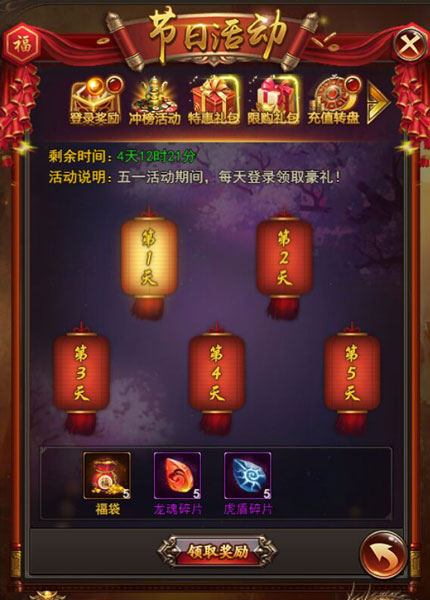 节日活动
福
登录奖励 冲榜活动 特惠礼包 限购礼包 充值转盘
剩余时间：4天12时21分
活动说明：五一活动期间，每天登录领取豪礼！
第1天 第2天
第3天 第4天 第5天
福
5 5 5
福袋 龙魂碎片 虎盾碎片
领取奖励